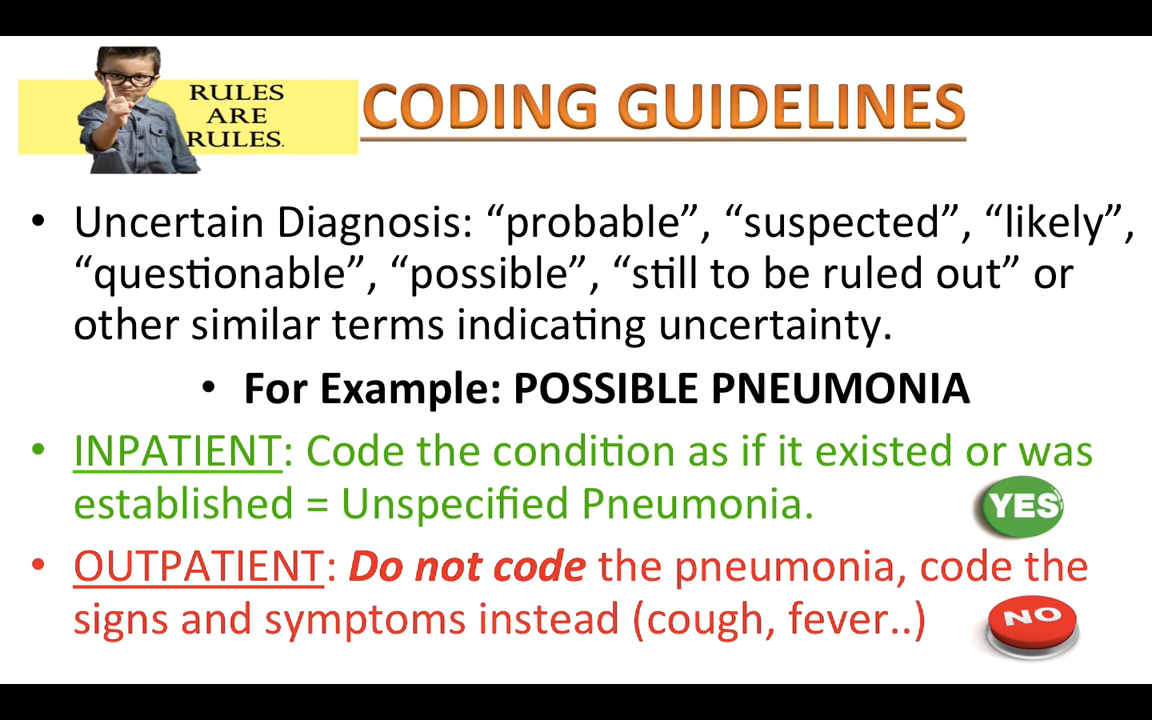 RULES
ARE
RULES.
CODING GUIDELINES
• Uncertain Diagnosis: “probable”, “suspected”, “likely”,
“questionable”, “possible”, “still to be ruled out” or
other similar terms indicating uncertainty.
• For Example: POSSIBLE PNEUMONIA
• INPATIENT: Code the condition as if it existed or was
established = Unspecified Pneumonia.
YES
• OUTPATIENT: Do not code the pneumonia, code the
signs and symptoms instead (cough, fever..)
NO